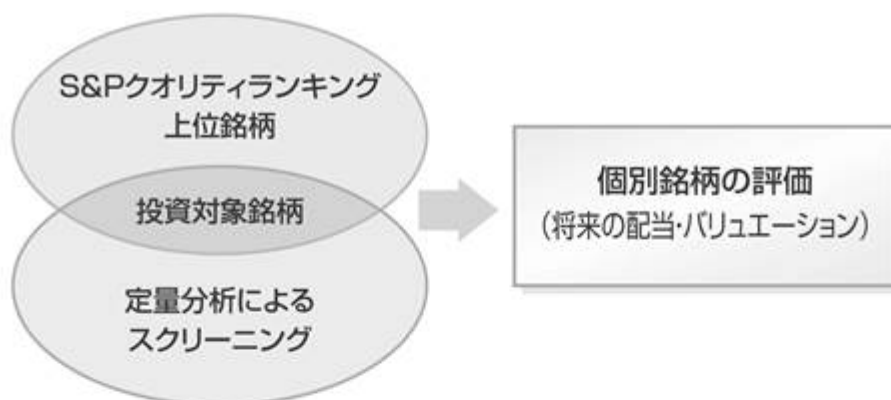 S&Pクオリティランキング
上位銘柄
投資対象銘柄
定量分析による
スクリーニング
個別銘柄の評価
（将来の配当・バリュエーション）